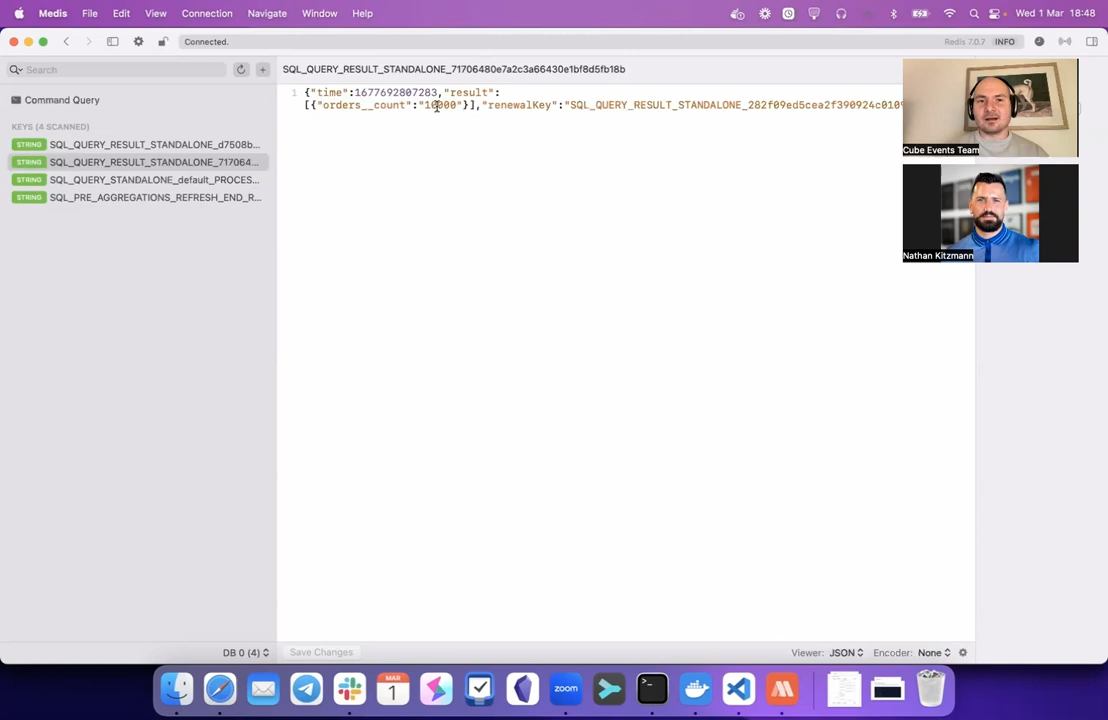 Medis File Edit View Connection Navigate Window Help Wed 1 Mar 18:48
Connected. Redis 7.0.7 INFO
Search
SQL_QUERY_RESULT_STANDALONE_71706480e7a2c3a66430e1bf8d5fb18b
Command Query
KEYS (4 SCANNED)
STRING SQL_QUERY_RESULT_STANDALONE_d7508b...
STRING SQL_QUERY_RESULT_STANDALONE_717064...
STRING SQL_QUERY_STANDALONE_default_PROCES...
STRING SQL_PRE_AGGREGATIONS_REFRESH_END_R...
1 {"time":1677692807283,"result":
[{"orders__count":"10000"}],"renewalKey":"SQL_QUERY_RESULT_STANDALONE_282f09ed5cea2f390924c0109
Cube Events Team
Nathan Kitzmann
DB 0 (4)
Save Changes
Viewer: JSON Encoder: None
MAR
1
zoom